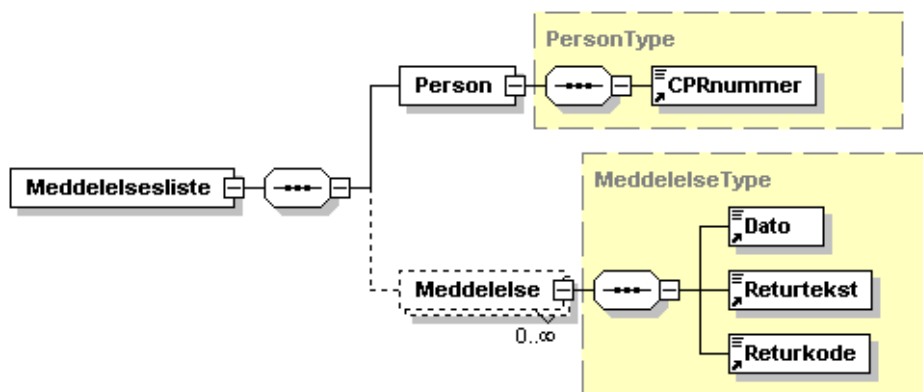 PersonType
Person
CPRnummer
Meddelelsesliste
MeddelelseType
Dato
Meddelelse
Returtekst
0..∞
Returkode